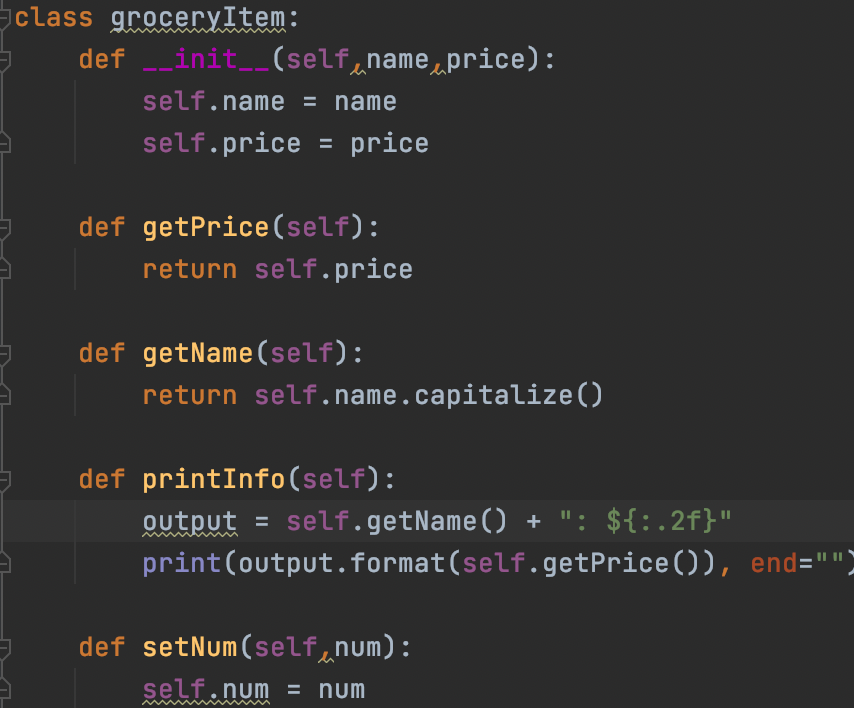 class groceryItem:
    def __init__(self,name,price):
        self.name = name
        self.price = price
    def getPrice(self):
        return self.price
    def getName(self):
        return self.name.capitalize()
    def printInfo(self):
        output = self.getName() + ": ${:.2f}"
        print(output.format(self.getPrice()), end="")
    def setNum(self,num):
        self.num = num